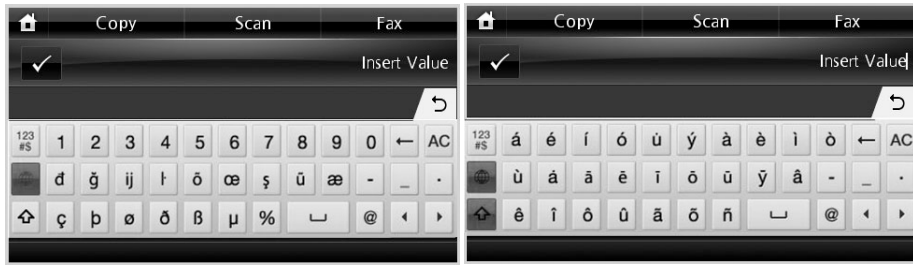 Copy Scan Fax
Insert Value
123 #$ 1 2 3 4 5 6 7 8 9 0 ← AC
đ ğ ij ł ō œ ş ū æ - _ ·
ç þ ø ð ß µ % @
Copy Scan Fax
Insert Value
123 #$ á é í ó ú ý à è ì ò ← AC
ù ā ē ī ō ū ȳ â - _ ·
ê î ô û ã õ ñ @